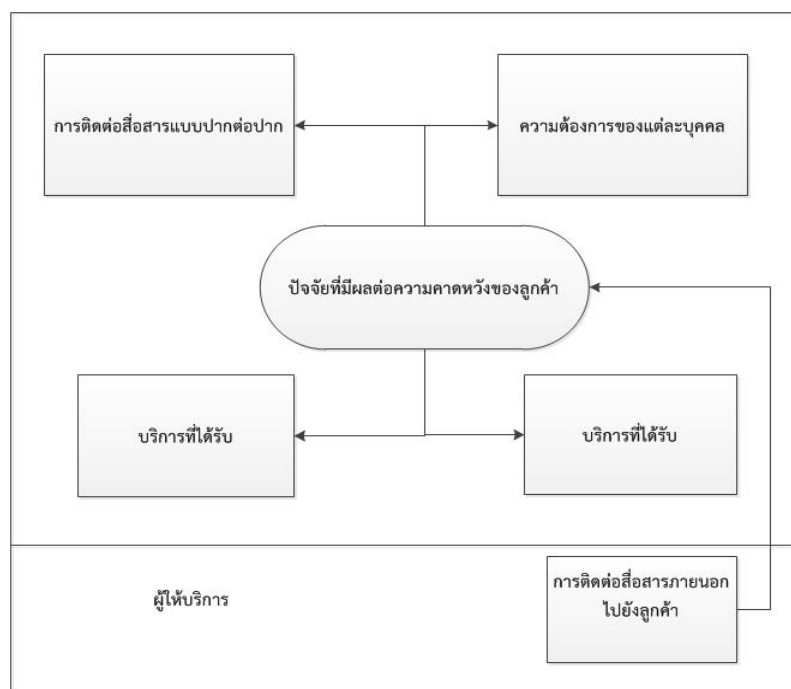 การติดต่อสื่อสารแบบปากต่อปาก
ความต้องการของแต่ละบุคคล
ปัจจัยที่มีผลต่อความคาดหวังของลูกค้า
บริการที่ได้รับ
บริการที่ได้รับ
ผู้ให้บริการ
การติดต่อสื่อสารภายนอก
ไปยังลูกค้า